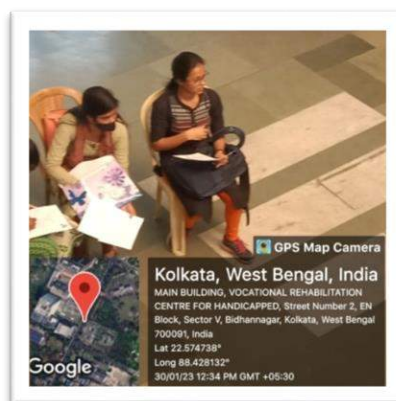 GPS Map Camera
Kolkata, West Bengal, India
MAIN BUILDING, VOCATIONAL REHABILITATION
CENTRE FOR HANDICAPPED, Street Number 2, EN
Block, Sector V, Bidhannagar, Kolkata, West Bengal
700091, India
Lat 22.574738°
Long 88.428132°
30/01/23 12:34 PM GMT +05:30
Google